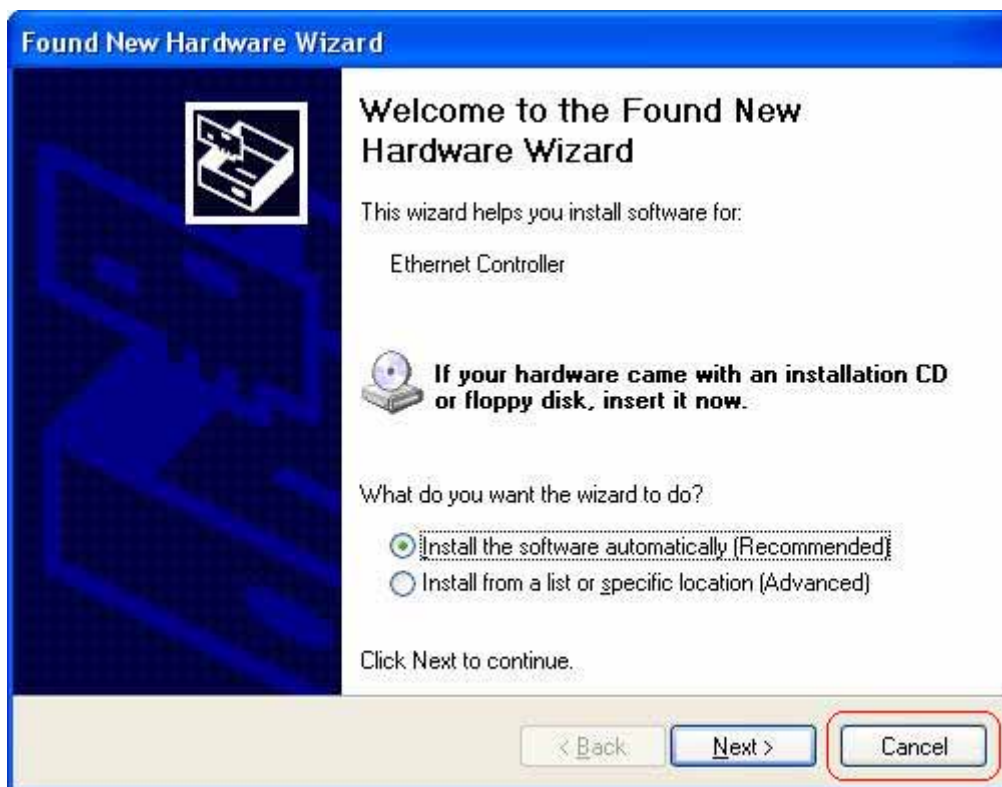 Found New Hardware Wizard
Welcome to the Found New
Hardware Wizard
This wizard helps you install software for:
Ethernet Controller
If your hardware came with an installation CD
or floppy disk, insert it now.
What do you want the wizard to do?
Install the software automatically (Recommended)
Install from a list or specific location (Advanced)
Click Next to continue.
< Back Next > Cancel